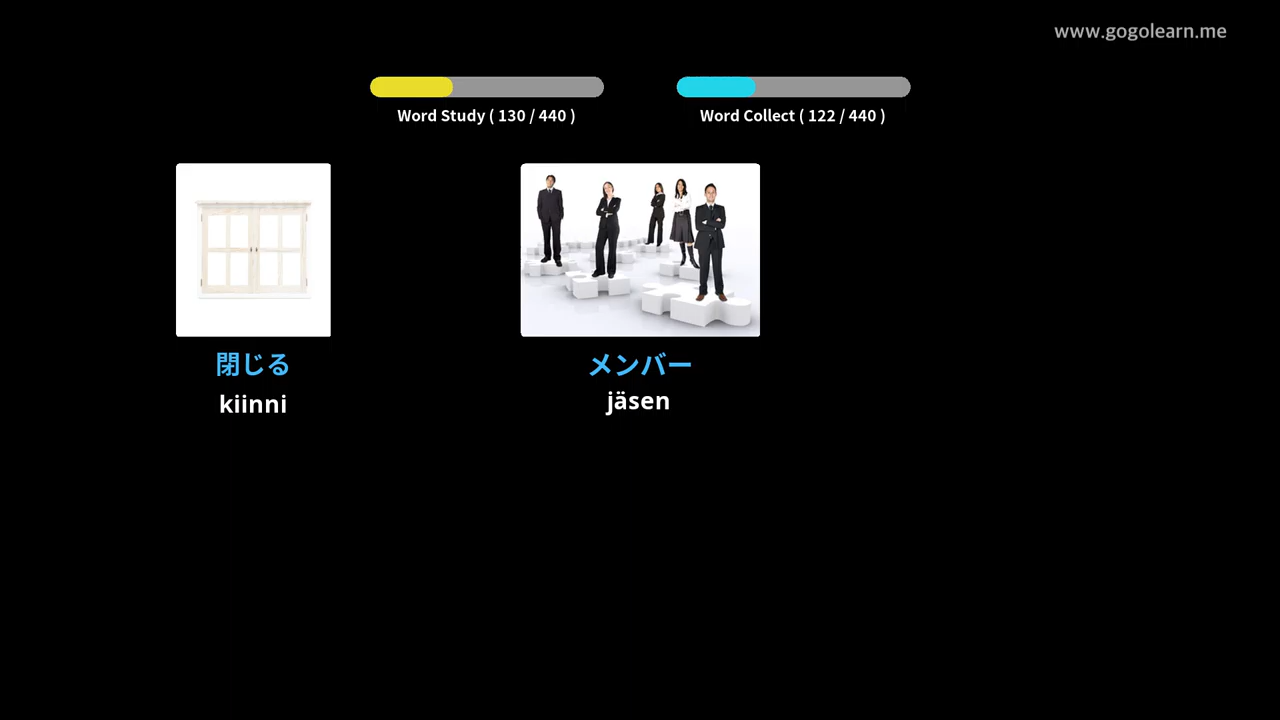 www.gogolearn.me
Word Study ( 130 / 440 )
Word Collect ( 122 / 440 )
閉じる
kiinni
メンバー
jäsen